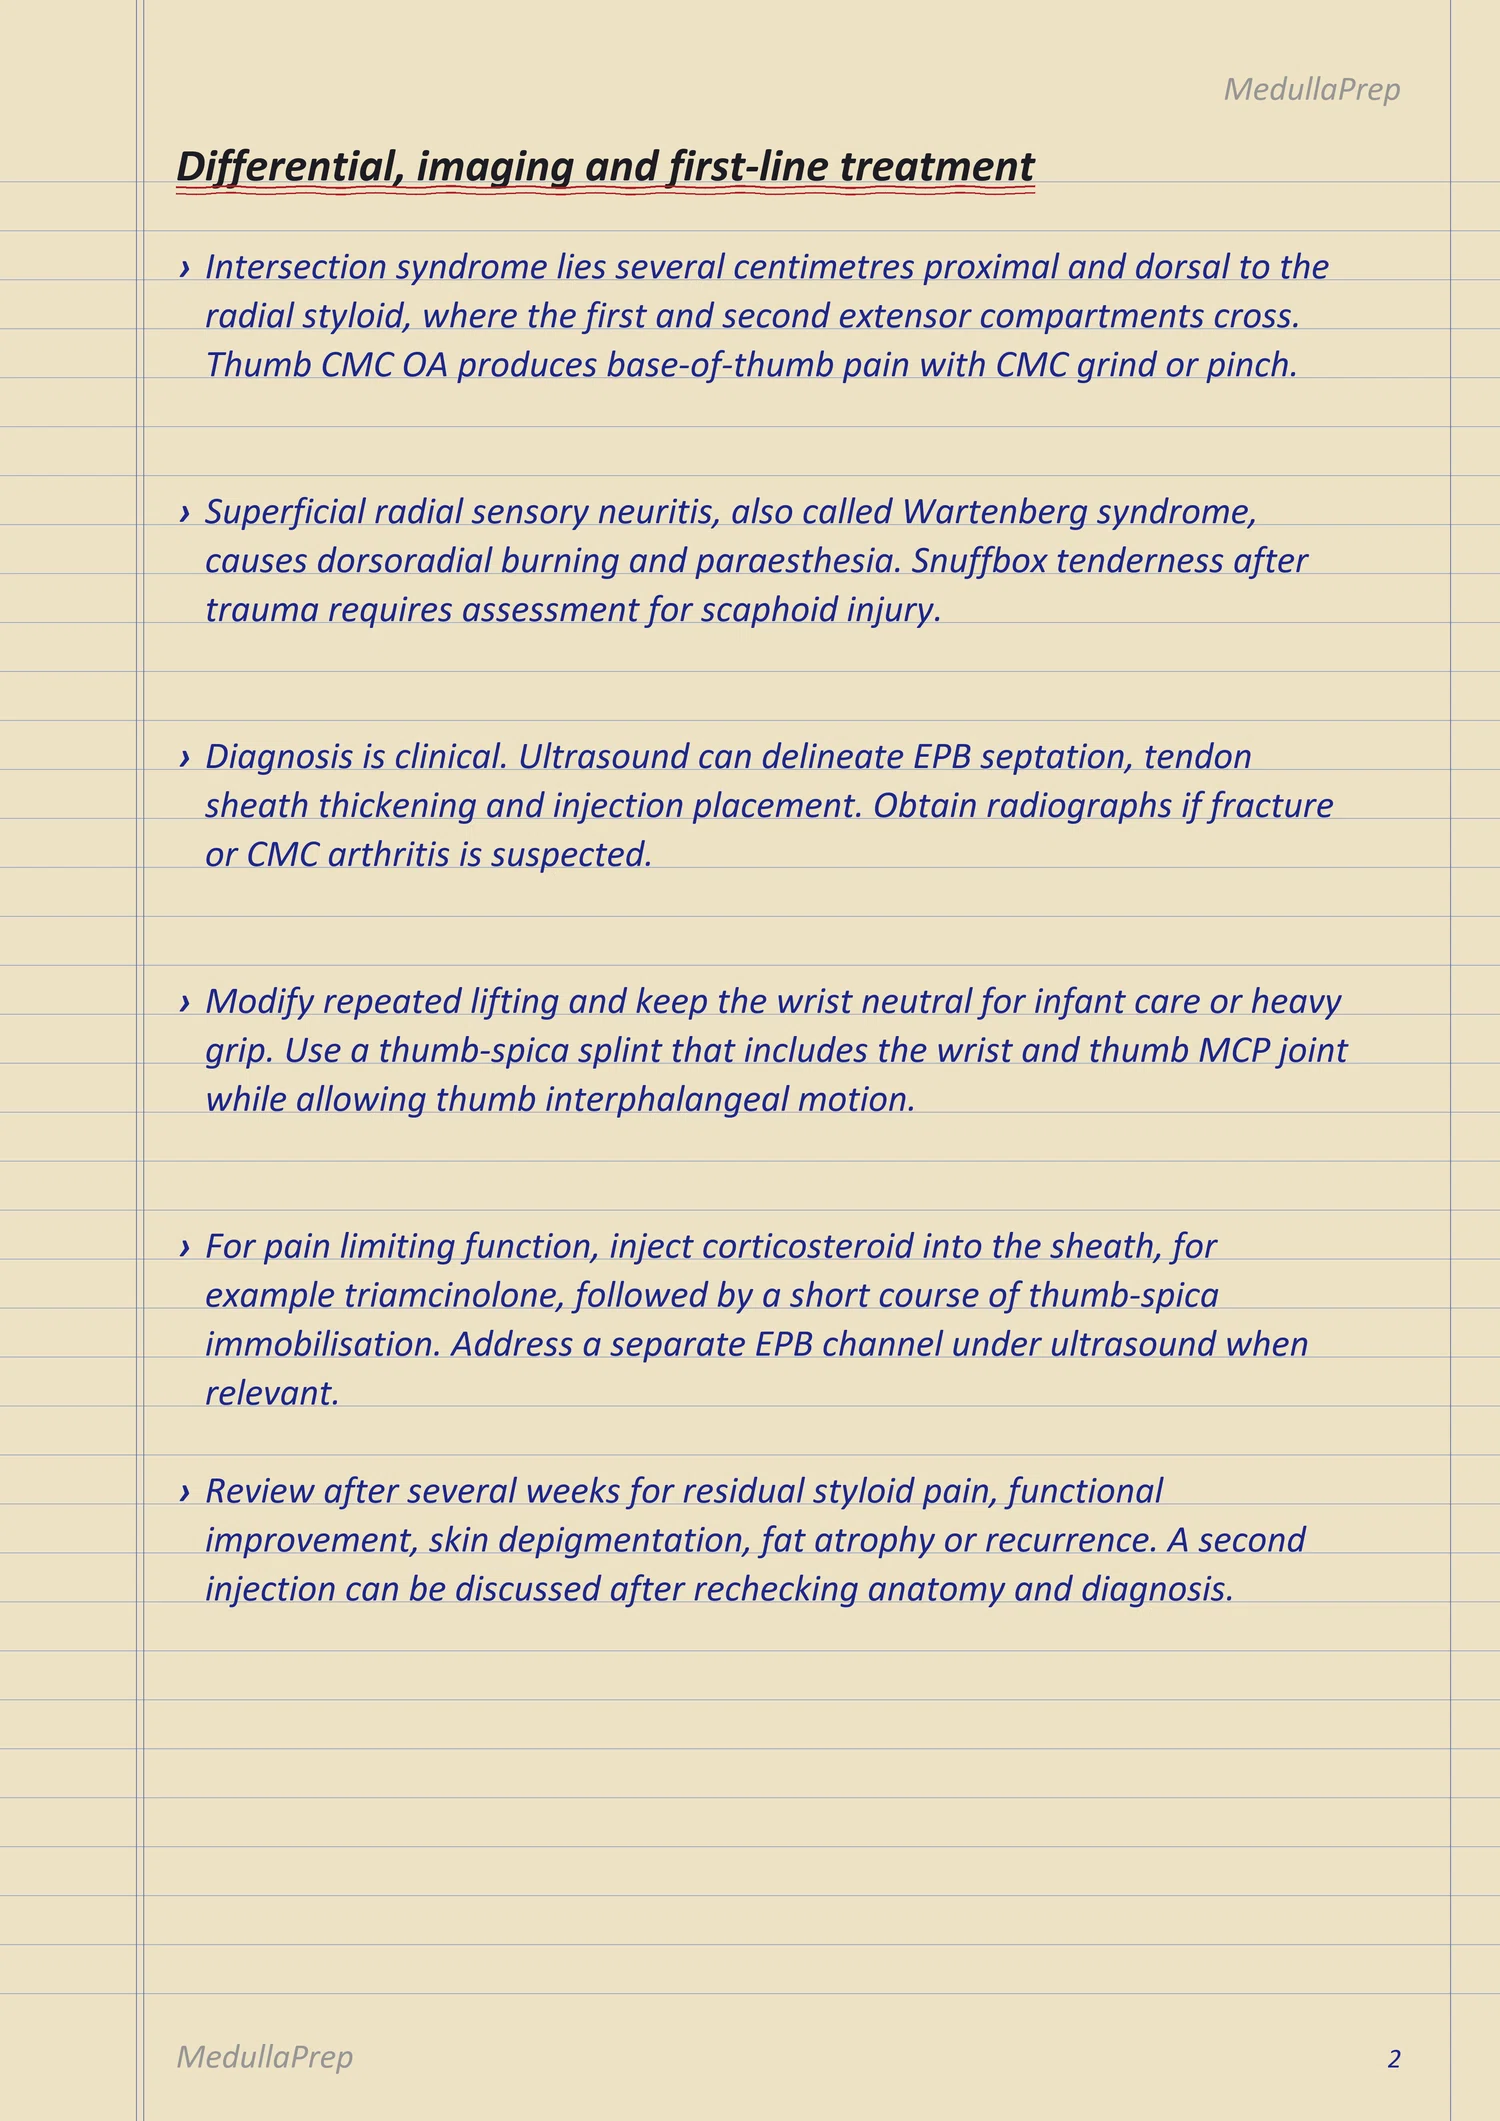 MedullaPrep
Differential, imaging and first-line treatment
› Intersection syndrome lies several centimetres proximal and dorsal to the
radial styloid, where the first and second extensor compartments cross.
Thumb CMC OA produces base-of-thumb pain with CMC grind or pinch.
› Superficial radial sensory neuritis, also called Wartenberg syndrome,
causes dorsoradial burning and paraesthesia. Snuffbox tenderness after
trauma requires assessment for scaphoid injury.
› Diagnosis is clinical. Ultrasound can delineate EPB septation, tendon
sheath thickening and injection placement. Obtain radiographs if fracture
or CMC arthritis is suspected.
› Modify repeated lifting and keep the wrist neutral for infant care or heavy
grip. Use a thumb-spica splint that includes the wrist and thumb MCP joint
while allowing thumb interphalangeal motion.
› For pain limiting function, inject corticosteroid into the sheath, for
example triamcinolone, followed by a short course of thumb-spica
immobilisation. Address a separate EPB channel under ultrasound when
relevant.
› Review after several weeks for residual styloid pain, functional
improvement, skin depigmentation, fat atrophy or recurrence. A second
injection can be discussed after rechecking anatomy and diagnosis.
MedullaPrep
2